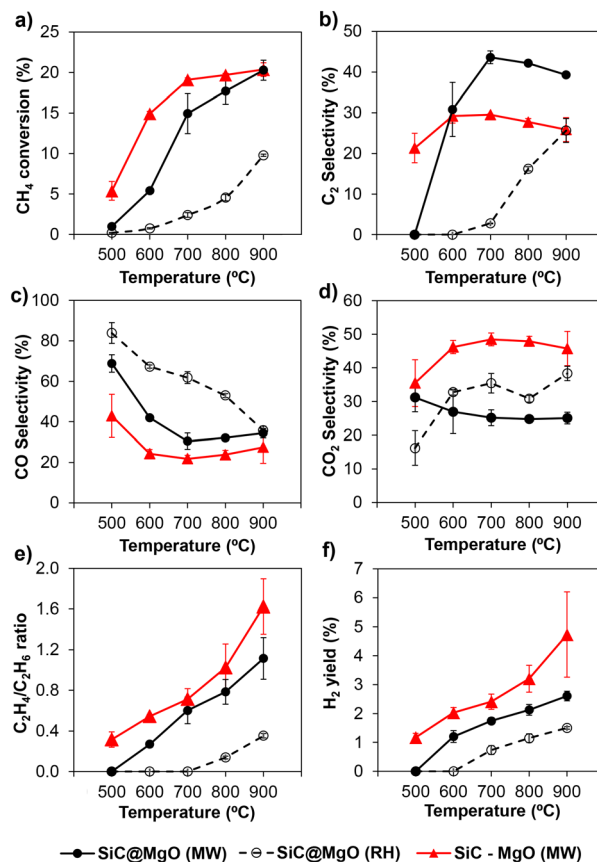 a)
CH₄ conversion (%)
25
20
15
10
5
0
500 600 700 800 900
Temperature (ºC)
b)
C₂ Selectivity (%)
50
40
30
20
10
0
500 600 700 800 900
Temperature (ºC)
c)
CO Selectivity (%)
100
80
60
40
20
0
500 600 700 800 900
Temperature (ºC)
d)
CO₂ Selectivity (%)
60
50
40
30
20
10
0
500 600 700 800 900
Temperature (ºC)
e)
C₂H₄/C₂H₆ ratio
2.0
1.6
1.2
0.8
0.4
0.0
500 600 700 800 900
Temperature (ºC)
f)
H₂ yield (%)
7
6
5
4
3
2
1
0
500 600 700 800 900
Temperature (ºC)
SiC@MgO (MW) SiC@MgO (RH) SiC - MgO (MW)